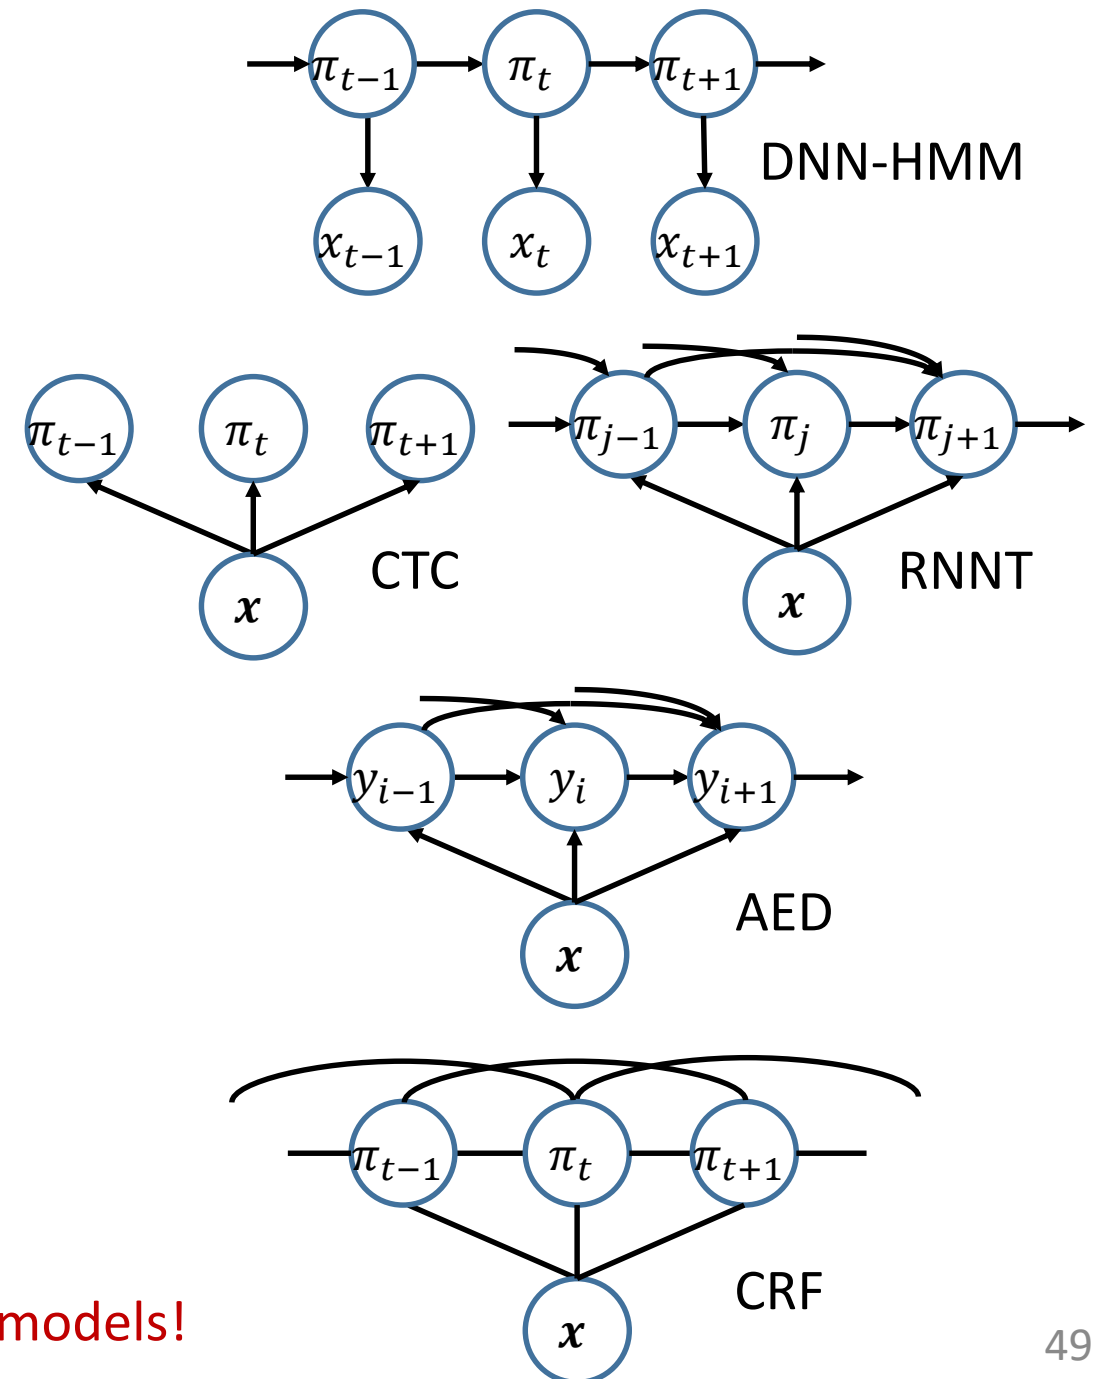 π_{t−1} π_t π_{t+1}
DNN-HMM
x_{t−1} x_t x_{t+1}
π_{t−1} π_t π_{t+1}
x
CTC
π_{j−1} π_j π_{j+1}
x
RNNT
y_{i−1} y_i y_{i+1}
AED
x
π_{t−1} π_t π_{t+1}
CRF
x
models!
49